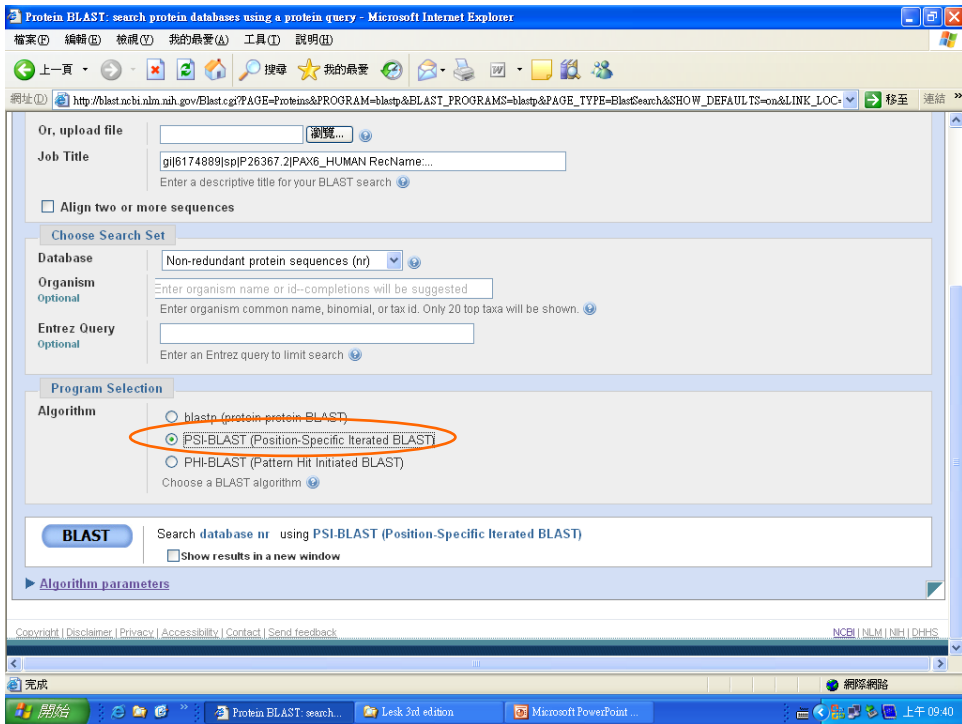 Protein BLAST: search protein databases using a protein query - Microsoft Internet Explorer
檔案(F) 編輯(E) 檢視(V) 我的最愛(A) 工具(T) 說明(H)
上一頁 搜尋 我的最愛
網址(D) http://blast.ncbi.nlm.nih.gov/Blast.cgi?PAGE=Proteins&PROGRAM=blastp&BLAST_PROGRAMS=blastp&PAGE_TYPE=BlastSearch&SHOW_DEFAULTS=on&LINK_LOC= 移至 連結 »
Or, upload file 瀏覽...
Job Title gi|6174889|sp|P26367.2|PAX6_HUMAN RecName:...
Enter a descriptive title for your BLAST search
Align two or more sequences
Choose Search Set
Database Non-redundant protein sequences (nr)
Organism Enter organism name or id--completions will be suggested
Optional
Enter organism common name, binomial, or tax id. Only 20 top taxa will be shown.
Entrez Query
Optional
Enter an Entrez query to limit search
Program Selection
Algorithm blastp (protein-protein BLAST)
PSI-BLAST (Position-Specific Iterated BLAST)
PHI-BLAST (Pattern Hit Initiated BLAST)
Choose a BLAST algorithm
BLAST Search database nr using PSI-BLAST (Position-Specific Iterated BLAST)
Show results in a new window
Algorithm parameters
Copyright | Disclaimer | Privacy | Accessibility | Contact | Send feedback NCBI | NLM | NIH | DHHS
完成 網際網路
開始 » Protein BLAST: search... Lesk 3rd edition Microsoft PowerPoint ... 上午 09:40